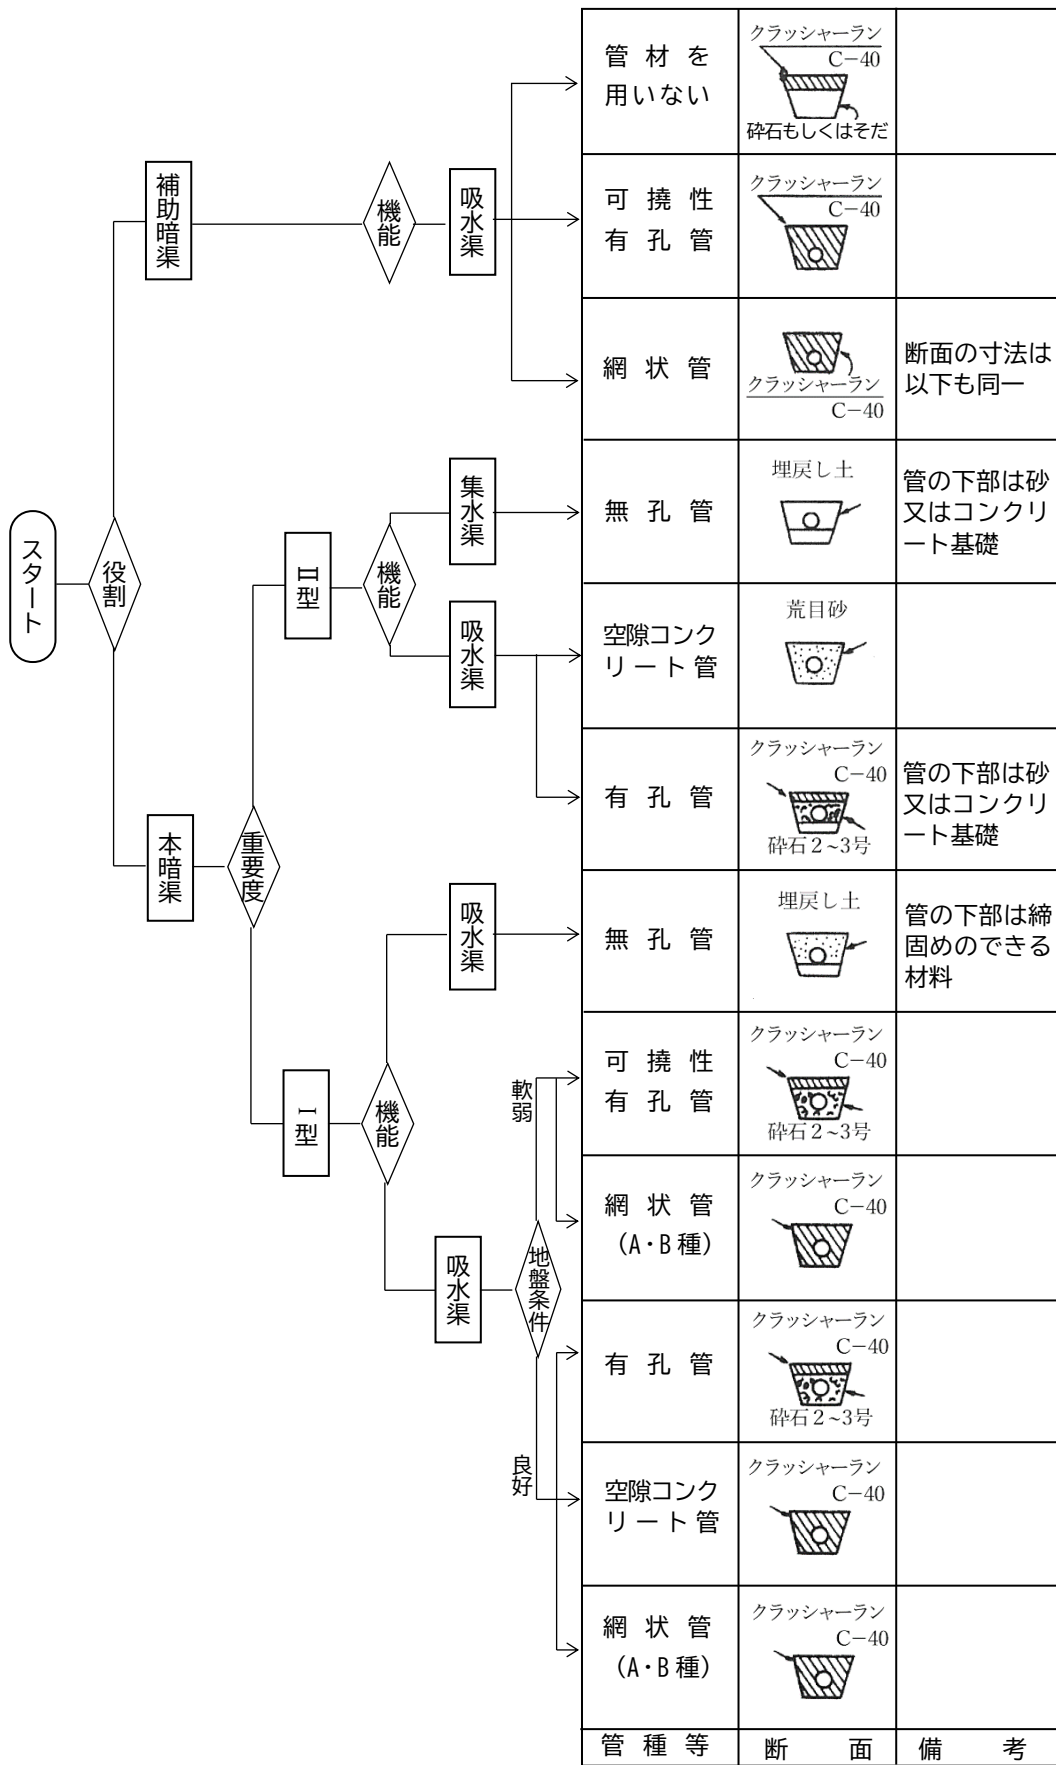 スタート
役割
補助暗渠
機能
吸水渠
本暗渠
重要度
Ⅱ型
機能
集水渠
吸水渠
Ⅰ型
機能
吸水渠
吸水渠
地盤条件
軟弱
良好
管材を
用いない
クラッシャーラン
C-40
砕石もしくはそだ
可撓性
有孔管
クラッシャーラン
C-40
網状管
クラッシャーラン
C-40
断面の寸法は
以下も同一
無孔管
埋戻し土
管の下部は砂
又はコンクリ
ート基礎
空隙コンク
リート管
荒目砂
有孔管
クラッシャーラン
C-40
砕石2~3号
管の下部は砂
又はコンクリ
ート基礎
無孔管
埋戻し土
管の下部は締
固めのできる
材料
可撓性
有孔管
クラッシャーラン
C-40
砕石2~3号
網状管
(A・B種)
クラッシャーラン
C-40
有孔管
クラッシャーラン
C-40
砕石2~3号
空隙コンク
リート管
クラッシャーラン
C-40
網状管
(A・B種)
クラッシャーラン
C-40
管種等
断面
備考